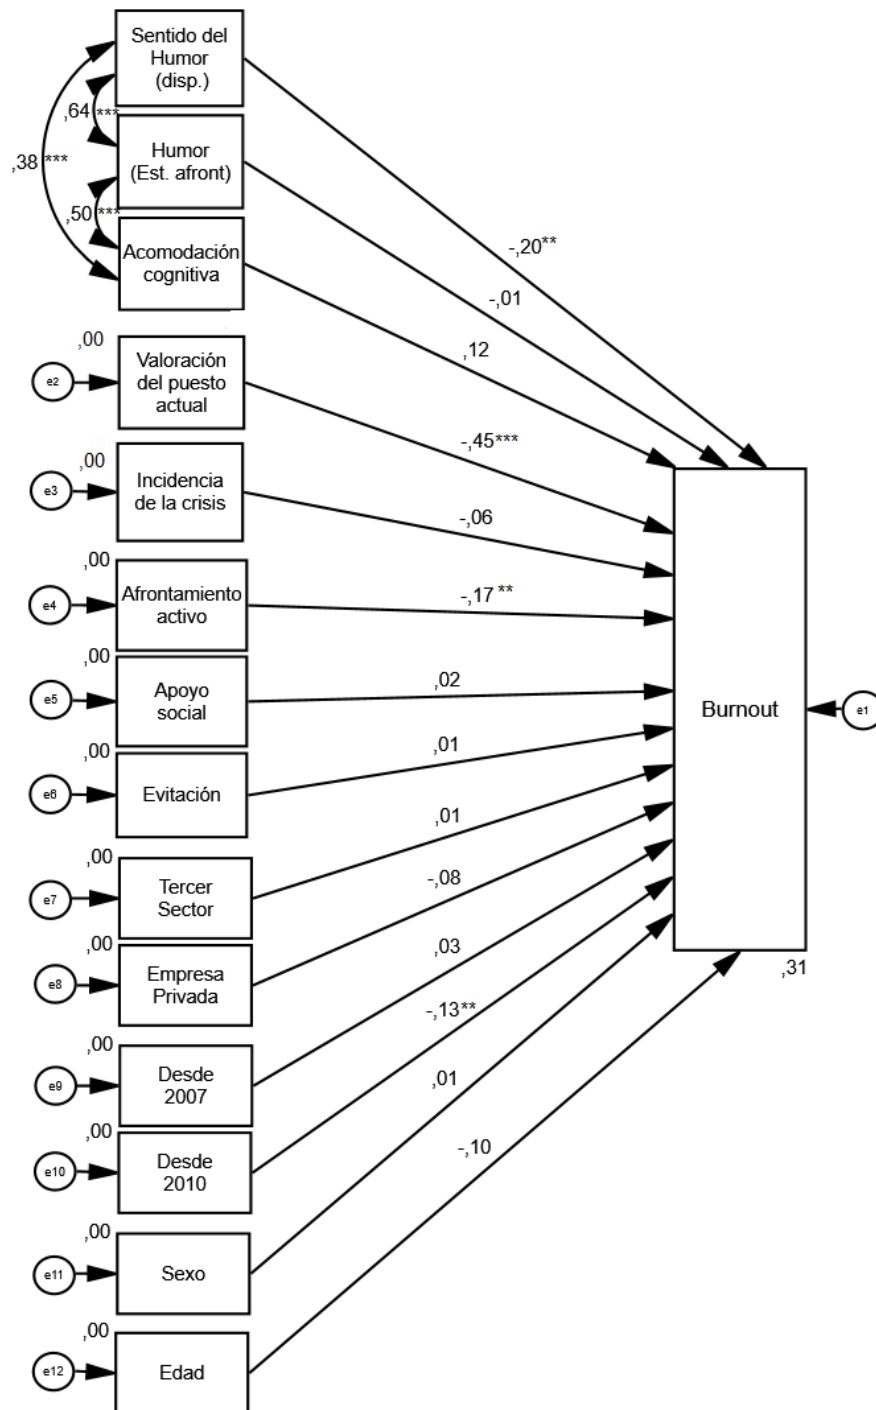 Sentido del
Humor
(disp.)
,64 ***
,38 ***
Humor
(Est. afront)
,50 ***
-,20**
Acomodación
cognitiva
-,01
,12
,00
e2
Valoración
del puesto
actual
-,45***
,00
e3
Incidencia
de la crisis
-,06
,00
e4
Afrontamiento
activo
-,17 **
,00
e5
Apoyo
social
,02
Burnout
e1
,00
e6
Evitación
,01
,00
e7
Tercer
Sector
,01
,00
e8
Empresa
Privada
-,08
,31
,00
e9
Desde
2007
,03
,00
e10
Desde
2010
-,13**
,00
e11
Sexo
,01
,00
e12
Edad
-,10